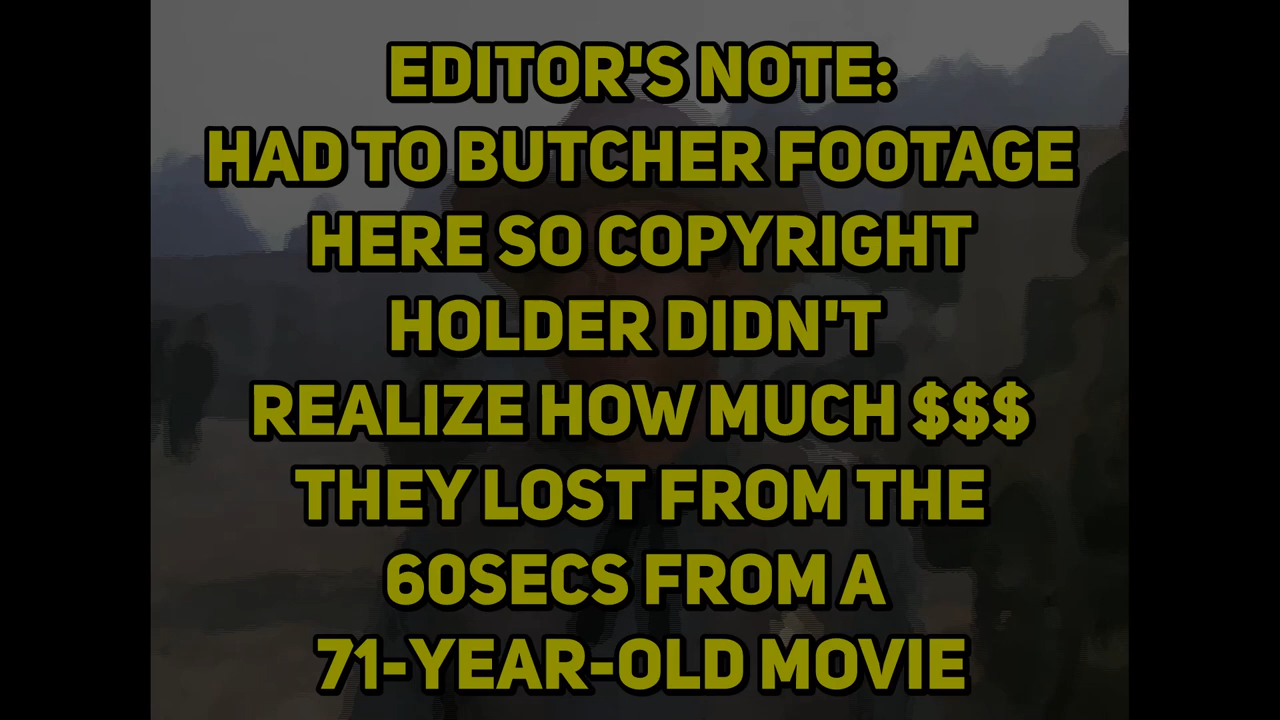 EDITOR'S NOTE:
HAD TO BUTCHER FOOTAGE
HERE SO COPYRIGHT
HOLDER DIDN'T
REALIZE HOW MUCH $$$
THEY LOST FROM THE
60SECS FROM A
71-YEAR-OLD MOVIE